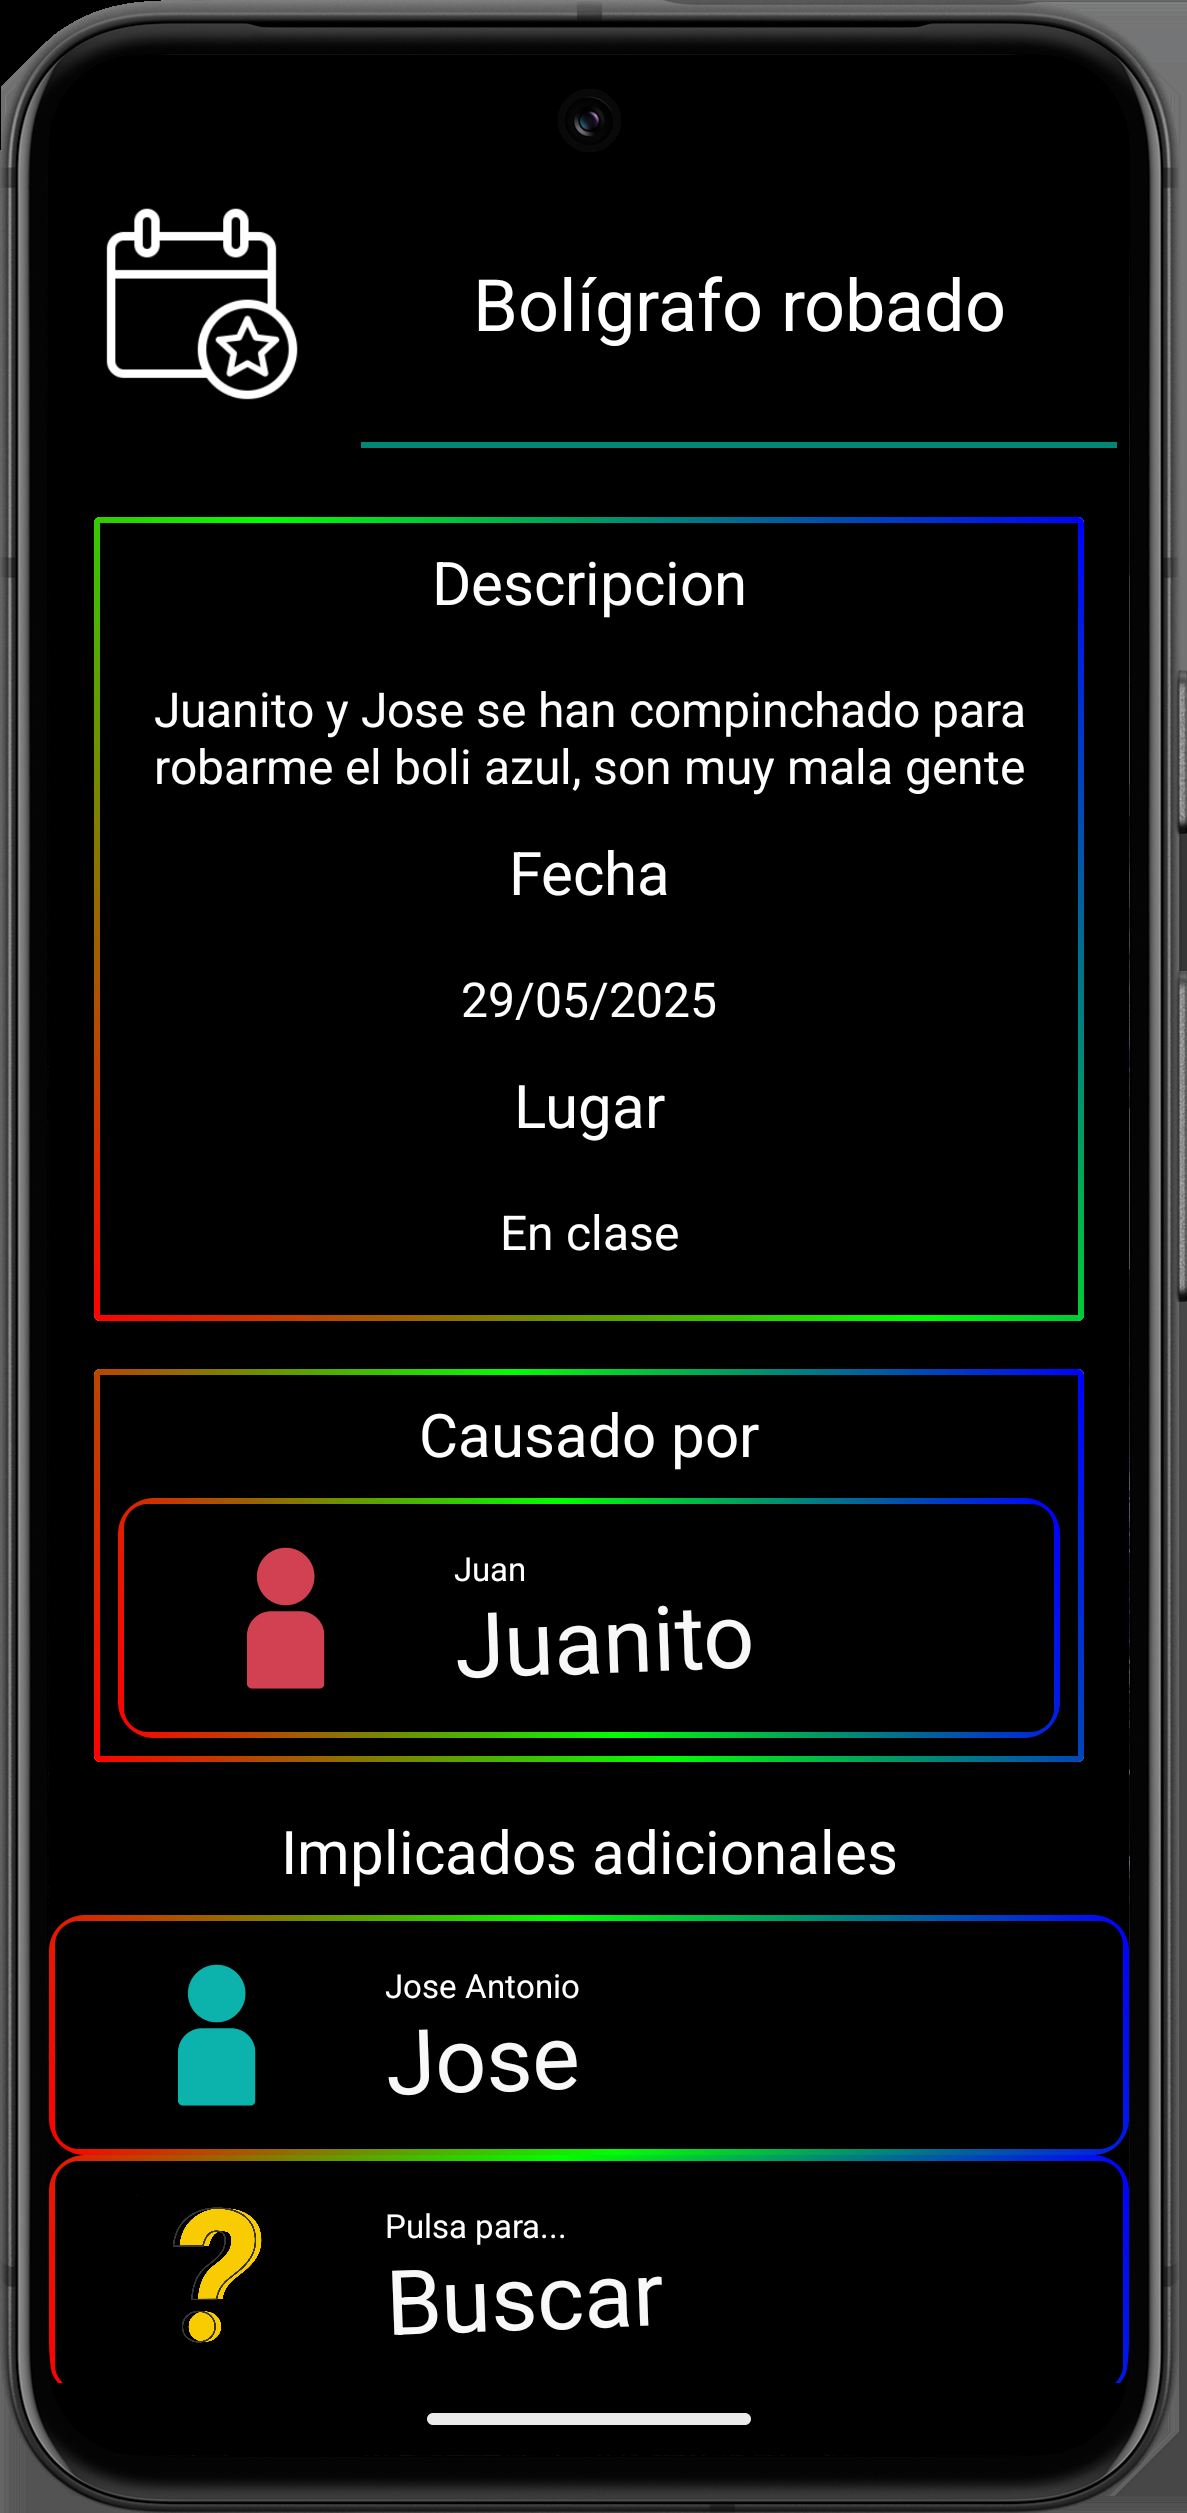 Bolígrafo robado
Descripcion
Juanito y Jose se han compinchado para
robarme el boli azul, son muy mala gente
Fecha
29/05/2025
Lugar
En clase
Causado por
Juan
Juanito
Implicados adicionales
Jose Antonio
Jose
Pulsa para...
Buscar